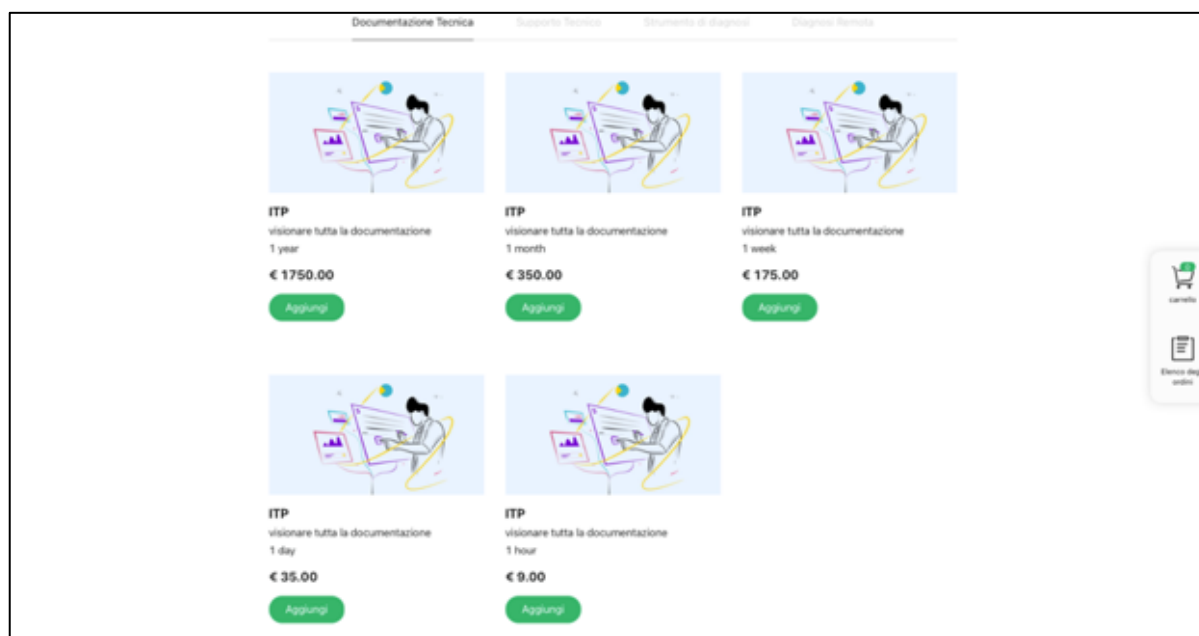 Documentazione Tecnica
Supporto Tecnico
Strumento di diagnosi
Diagnosi Remota
ITP
visionare tutta la documentazione
1 year
€ 1750.00
Aggiungi
ITP
visionare tutta la documentazione
1 month
€ 350.00
Aggiungi
ITP
visionare tutta la documentazione
1 week
€ 175.00
Aggiungi
carrello
Elenco deg
ordini
ITP
visionare tutta la documentazione
1 day
€ 35.00
Aggiungi
ITP
visionare tutta la documentazione
1 hour
€ 9.00
Aggiungi